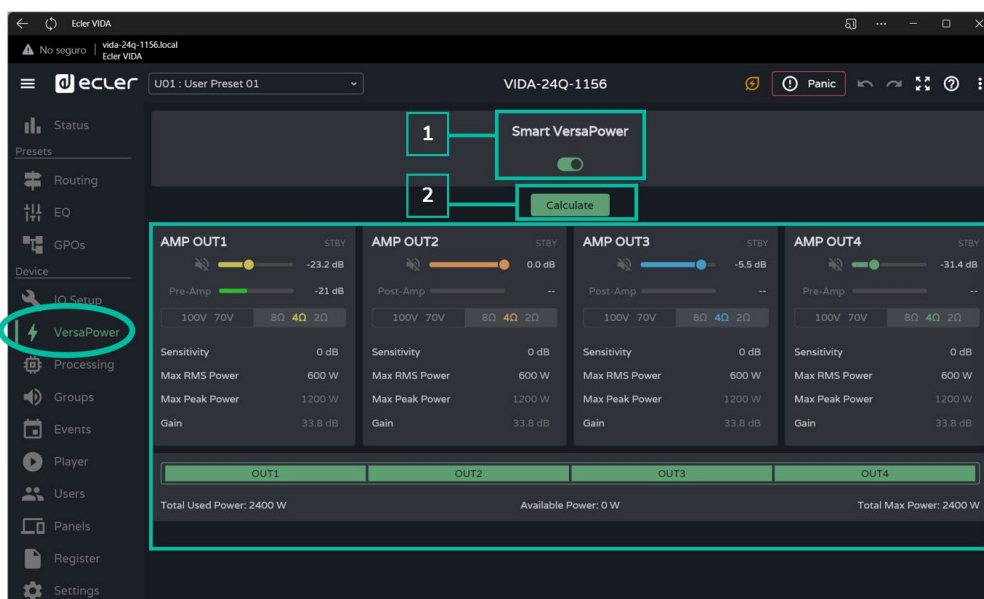 Ecler VIDA
No seguro | vida-24q-1156.local
Ecler VIDA
ecler U01 : User Preset 01 VIDA-24Q-1156 Panic
Status
Presets
Routing
EQ
GPOs
Device
IO Setup
VersaPower
Processing
Groups
Events
Player
Users
Panels
Register
Settings
1 Smart VersaPower
2 Calculate
AMP OUT1 STBY
-23.2 dB
Pre-Amp -21 dB
100V 70V 8Ω 4Ω 2Ω
Sensitivity 0 dB
Max RMS Power 600 W
Max Peak Power 1200 W
Gain 33.8 dB
AMP OUT2 STBY
0.0 dB
Post-Amp --
100V 70V 8Ω 4Ω 2Ω
Sensitivity 0 dB
Max RMS Power 600 W
Max Peak Power 1200 W
Gain 33.8 dB
AMP OUT3 STBY
-5.5 dB
Post-Amp --
100V 70V 8Ω 4Ω 2Ω
Sensitivity 0 dB
Max RMS Power 600 W
Max Peak Power 1200 W
Gain 33.8 dB
AMP OUT4 STBY
-31.4 dB
Pre-Amp --
100V 70V 8Ω 4Ω 2Ω
Sensitivity 0 dB
Max RMS Power 600 W
Max Peak Power 1200 W
Gain 33.8 dB
OUT1 OUT2 OUT3 OUT4
Total Used Power: 2400 W Available Power: 0 W Total Max Power: 2400 W